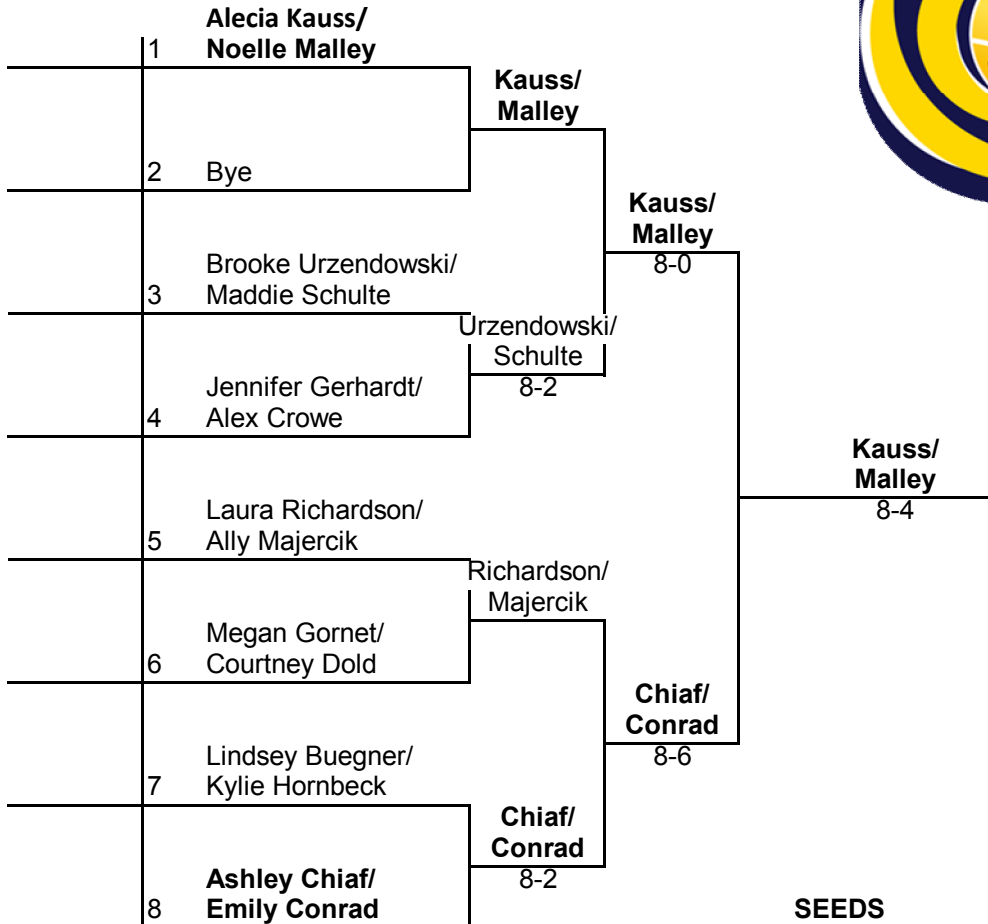 Alecia Kauss/
1 Noelle Malley
Kauss/
Malley
2 Bye
Kauss/
Malley
8-0
Brooke Urzendowski/
3 Maddie Schulte
Urzendowski/
Schulte
8-2
Jennifer Gerhardt/
4 Alex Crowe
Kauss/
Malley
8-4
Laura Richardson/
5 Ally Majercik
Richardson/
Majercik
Megan Gornet/
6 Courtney Dold
Chiaf/
Conrad
8-6
Lindsey Buegner/
7 Kylie Hornbeck
Chiaf/
Conrad
8-2
Ashley Chiaf/
8 Emily Conrad
SEEDS